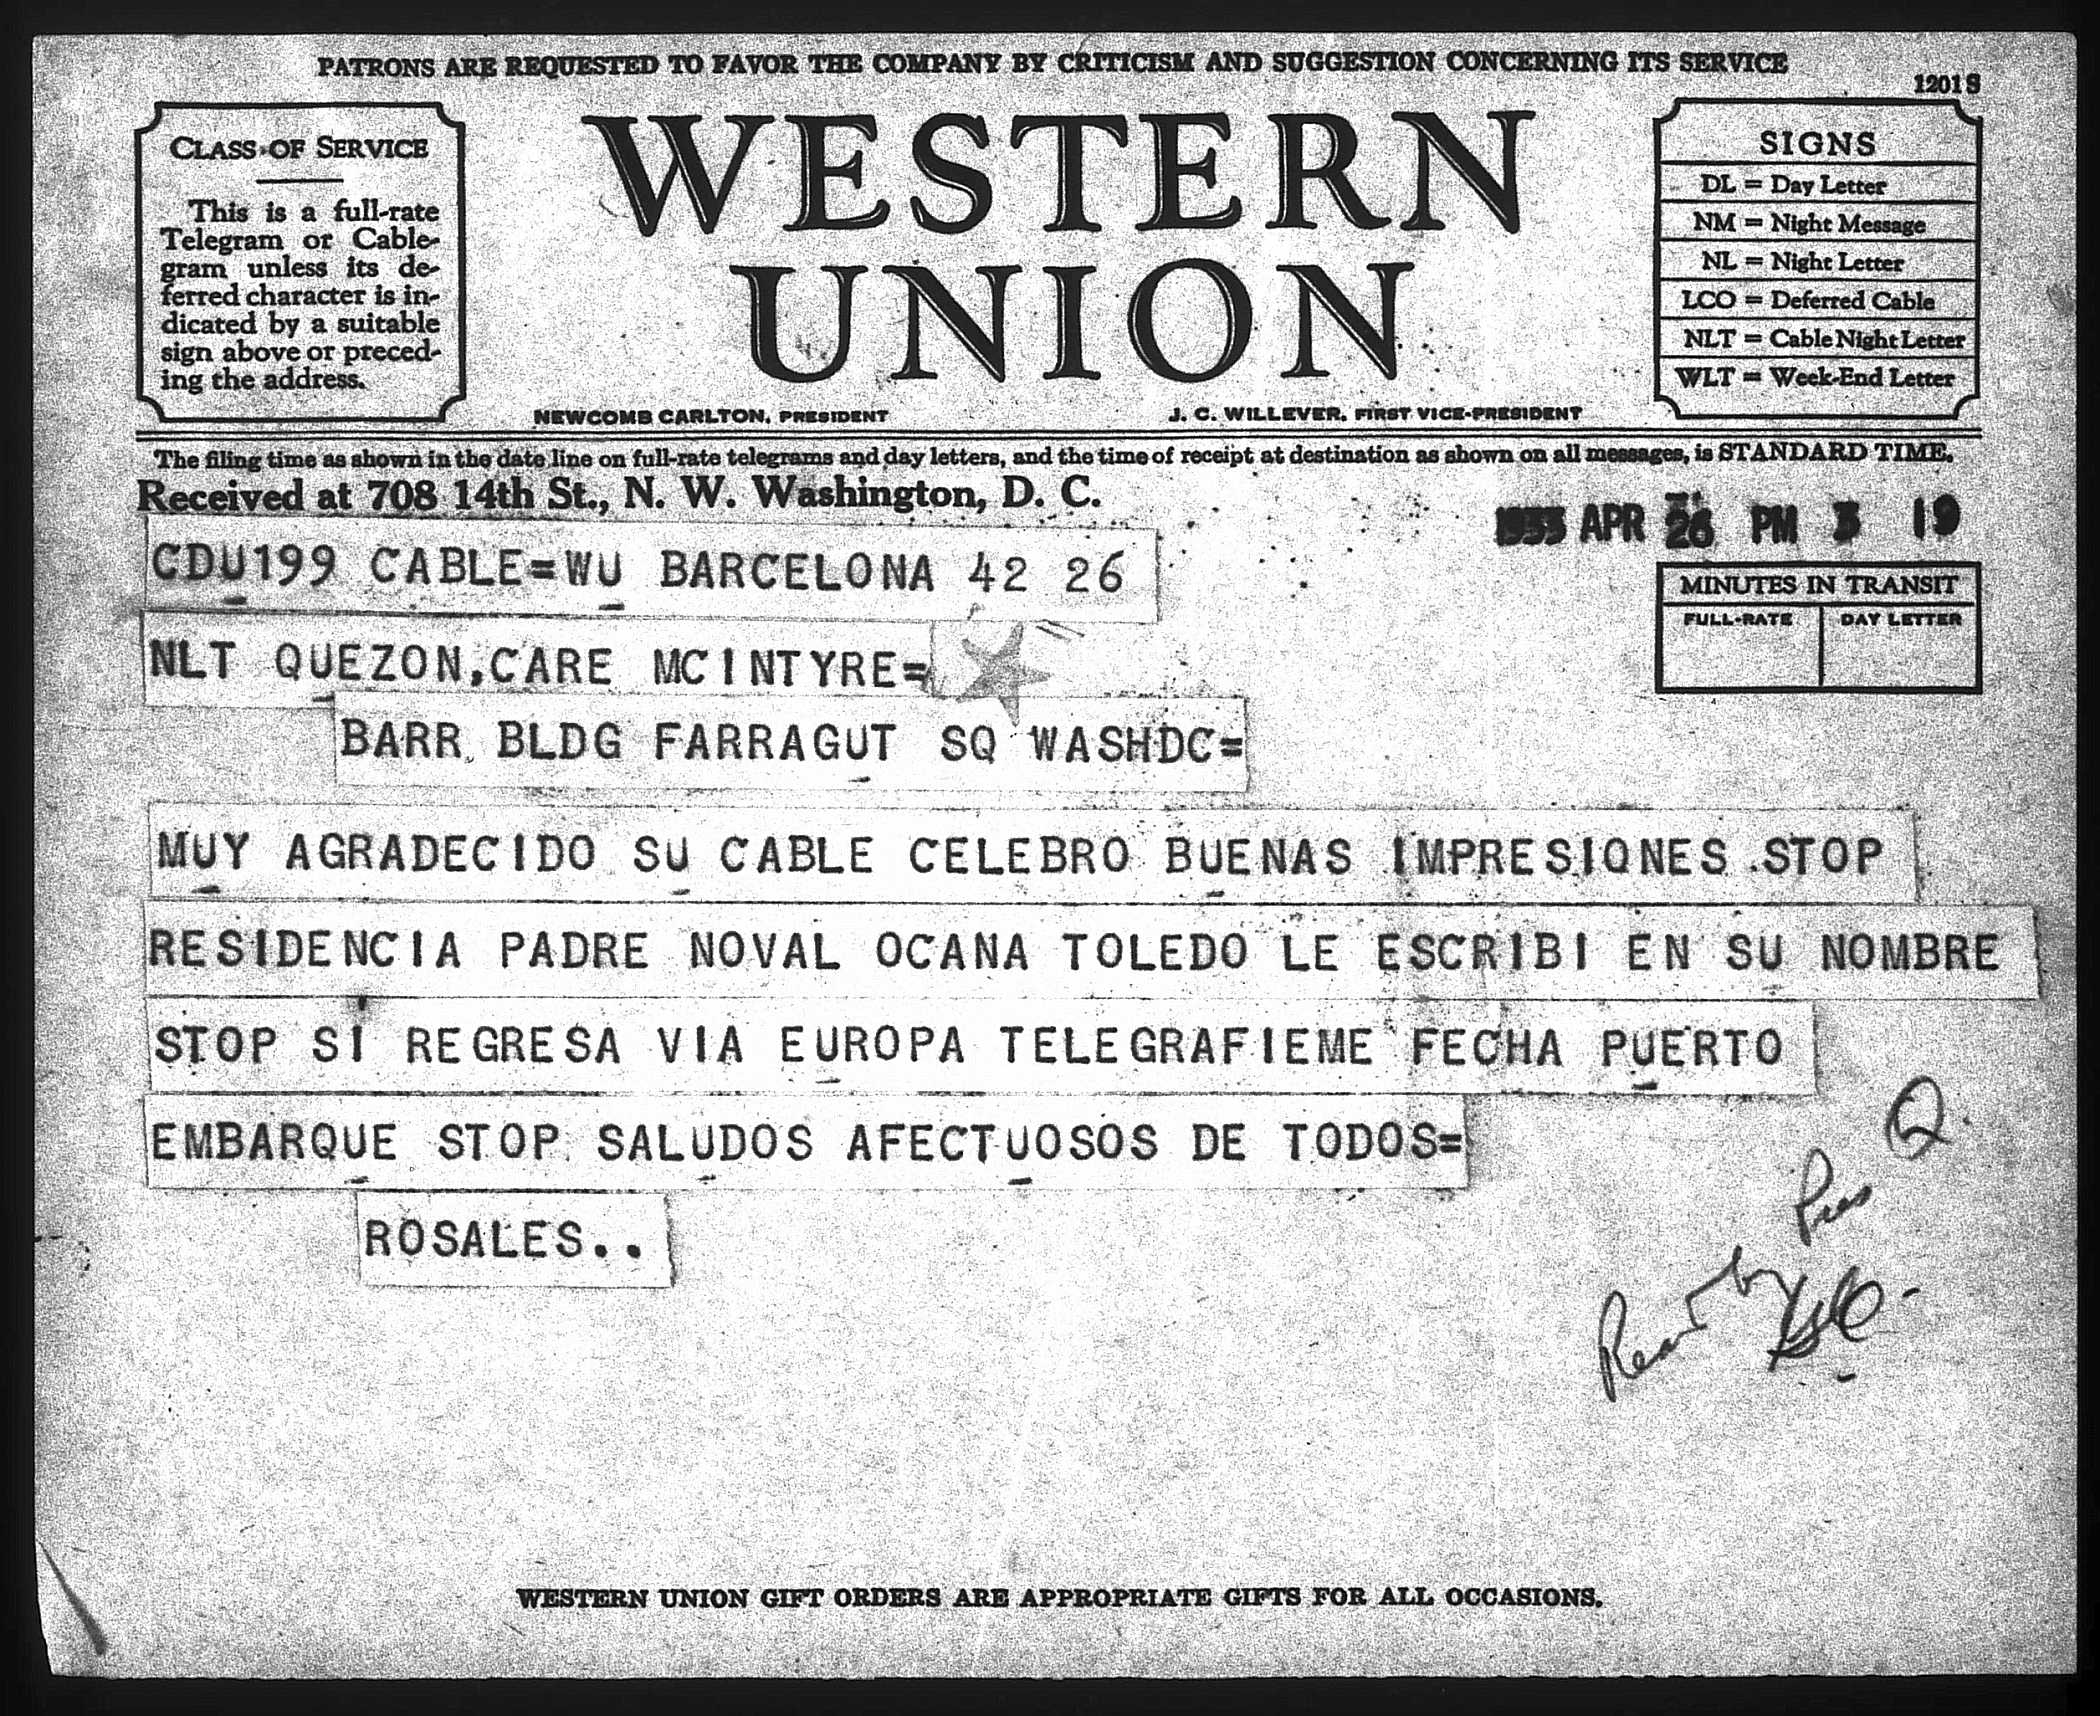 PATRONS ARE REQUESTED TO FAVOR THE COMPANY BY CRITICISM AND SUGGESTION CONCERNING ITS SERVICE
1201S
CLASS OF SERVICE
This is a full-rate
Telegram or Cable-
gram unless its de-
ferred character is in-
dicated by a suitable
sign above or preced-
ing the address.
WESTERN
UNION
SIGNS
DL = Day Letter
NM = Night Message
NL = Night Letter
LCO = Deferred Cable
NLT = Cable Night Letter
WLT = Week-End Letter
NEWCOMB CARLTON, PRESIDENT
J. C. WILLEVER, FIRST VICE-PRESIDENT
The filing time as shown in the date line on full-rate telegrams and day letters, and the time of receipt at destination as shown on all messages, is STANDARD TIME.
Received at 708 14th St., N. W. Washington, D. C.
APR 26 PM 3 19
MINUTES IN TRANSIT
FULL-RATE
DAY LETTER
CDU199 CABLE=WU BARCELONA 42 26
NLT QUEZON,CARE MCINTYRE=
BARR BLDG FARRAGUT SQ WASHDC=
MUY AGRADECIDO SU CABLE CELEBRO BUENAS IMPRESIONES .STOP
RESIDENCIA PADRE NOVAL OCANA TOLEDO LE ESCRIBI EN SU NOMBRE
STOP SI REGRESA VIA EUROPA TELEGRAFIEME FECHA PUERTO
EMBARQUE STOP SALUDOS AFECTUOSOS DE TODOS=
ROSALES..
Pres Q.
by
WESTERN UNION GIFT ORDERS ARE APPROPRIATE GIFTS FOR ALL OCCASIONS.